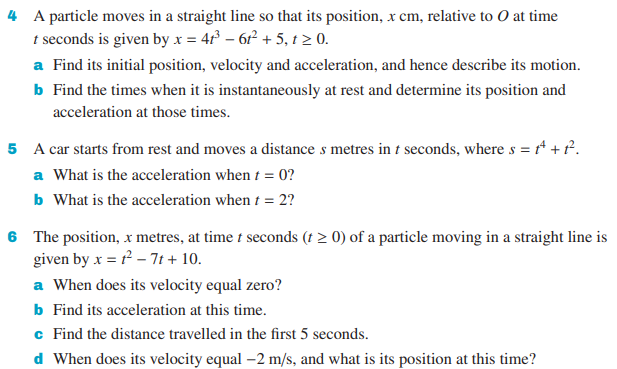 4 A particle moves in a straight line so that its position, x cm, relative to O at time
t seconds is given by x = 4t³ – 6t² + 5, t ≥ 0.
a Find its initial position, velocity and acceleration, and hence describe its motion.
b Find the times when it is instantaneously at rest and determine its position and
acceleration at those times.
5 A car starts from rest and moves a distance s metres in t seconds, where s = t⁴ + t².
a What is the acceleration when t = 0?
b What is the acceleration when t = 2?
6 The position, x metres, at time t seconds (t ≥ 0) of a particle moving in a straight line is
given by x = t² – 7t + 10.
a When does its velocity equal zero?
b Find its acceleration at this time.
c Find the distance travelled in the first 5 seconds.
d When does its velocity equal –2 m/s, and what is its position at this time?